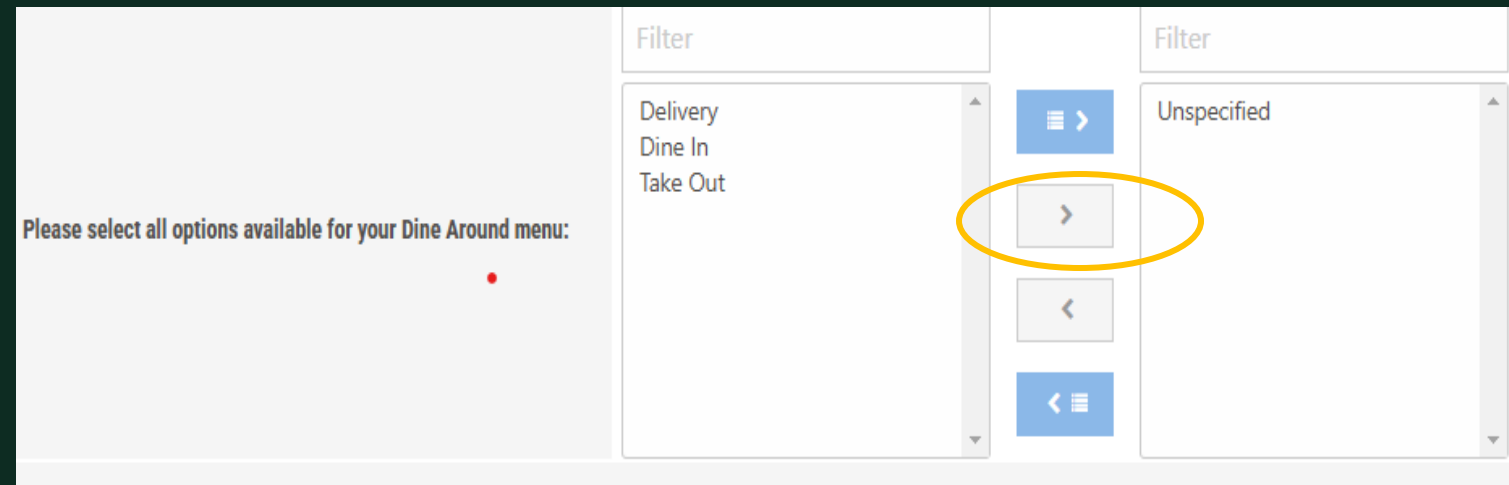 Filter
Filter
Delivery
Dine In
Take Out
Unspecified
Please select all options available for your Dine Around menu: